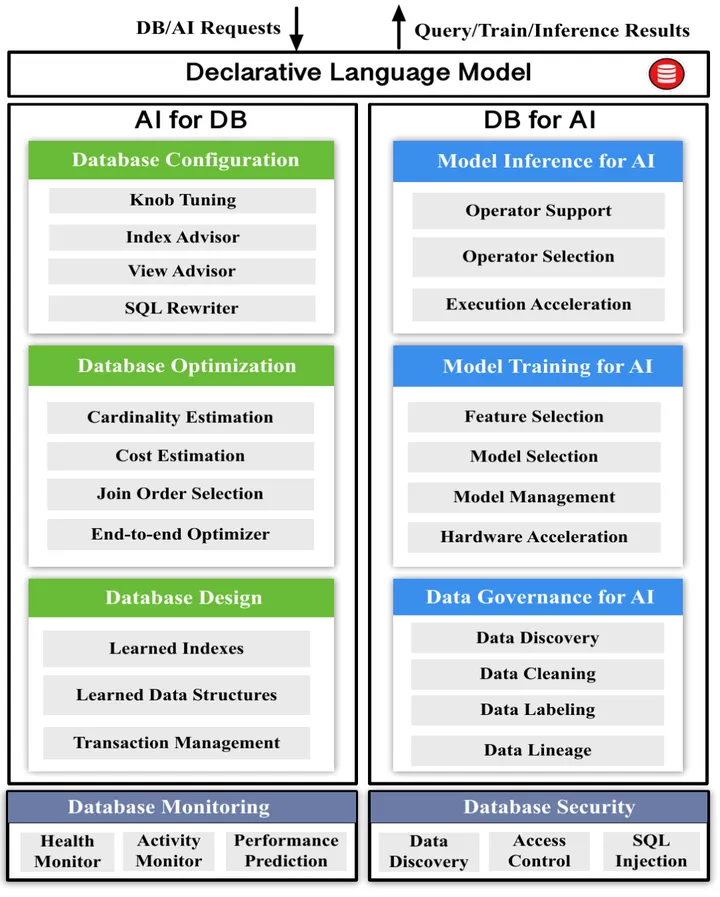 DB/AI Requests
Query/Train/Inference Results
Declarative Language Model
AI for DB
Database Configuration
Knob Tuning
Index Advisor
View Advisor
SQL Rewriter
Database Optimization
Cardinality Estimation
Cost Estimation
Join Order Selection
End-to-end Optimizer
Database Design
Learned Indexes
Learned Data Structures
Transaction Management
DB for AI
Model Inference for AI
Operator Support
Operator Selection
Execution Acceleration
Model Training for AI
Feature Selection
Model Selection
Model Management
Hardware Acceleration
Data Governance for AI
Data Discovery
Data Cleaning
Data Labeling
Data Lineage
Database Monitoring
Health
Monitor
Activity
Monitor
Performance
Prediction
Database Security
Data
Discovery
Access
Control
SQL
Injection